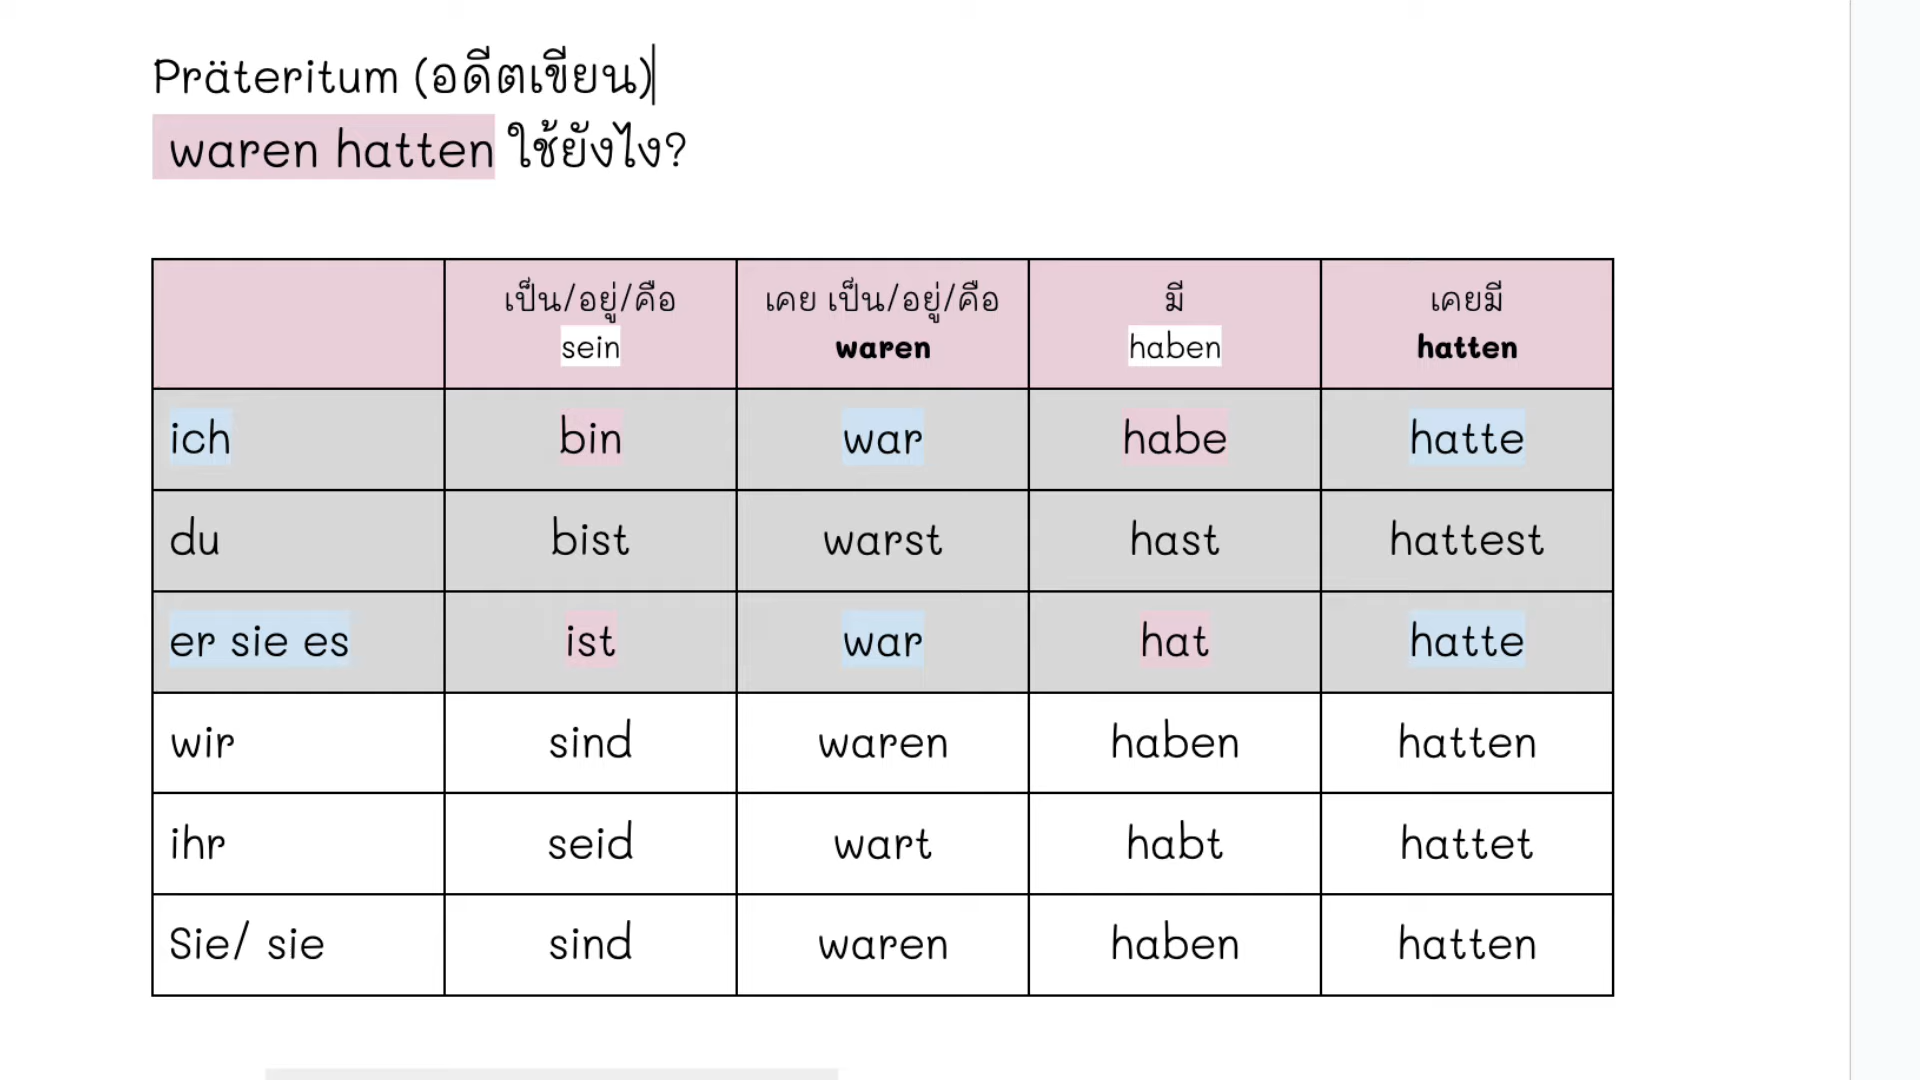 Präteritum (อดีตเขียน)
waren hatten ใช้ยังไง?
เป็น/อยู่/คือ เคย เป็น/อยู่/คือ มี เคยมี
sein waren haben hatten
ich bin war habe hatte
du bist warst hast hattest
er sie es ist war hat hatte
wir sind waren haben hatten
ihr seid wart habt hattet
Sie/ sie sind waren haben hatten